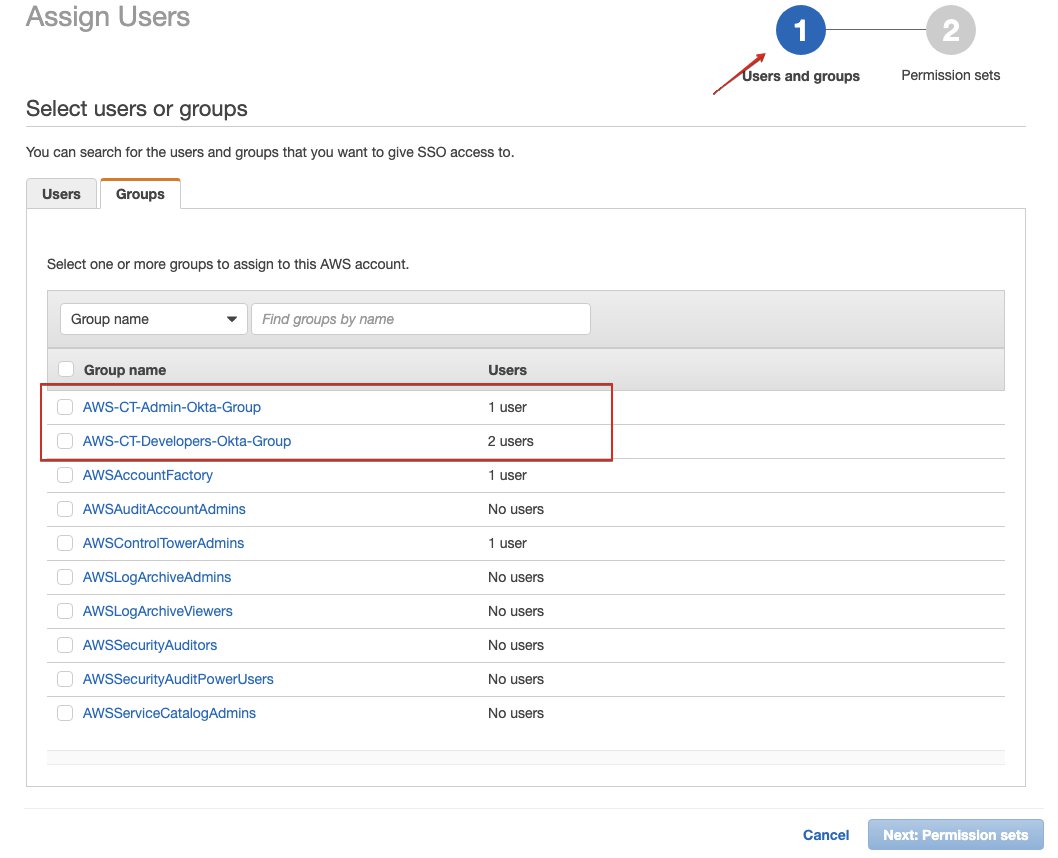 Assign Users
1
2
Users and groups
Permission sets
Select users or groups
You can search for the users and groups that you want to give SSO access to.
Users
Groups
Select one or more groups to assign to this AWS account.
Group name
Find groups by name
Group name Users
AWS-CT-Admin-Okta-Group 1 user
AWS-CT-Developers-Okta-Group 2 users
AWSAccountFactory 1 user
AWSAuditAccountAdmins No users
AWSControlTowerAdmins 1 user
AWSLogArchiveAdmins No users
AWSLogArchiveViewers No users
AWSSecurityAuditors No users
AWSSecurityAuditPowerUsers No users
AWSServiceCatalogAdmins No users
Cancel
Next: Permission sets